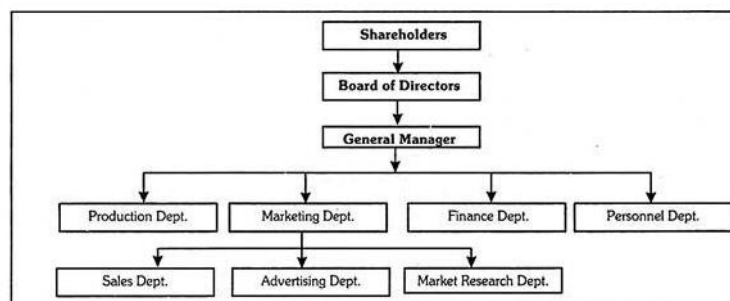 Shareholders
Board of Directors
General Manager
Production Dept.
Marketing Dept.
Finance Dept.
Personnel Dept.
Sales Dept.
Advertising Dept.
Market Research Dept.